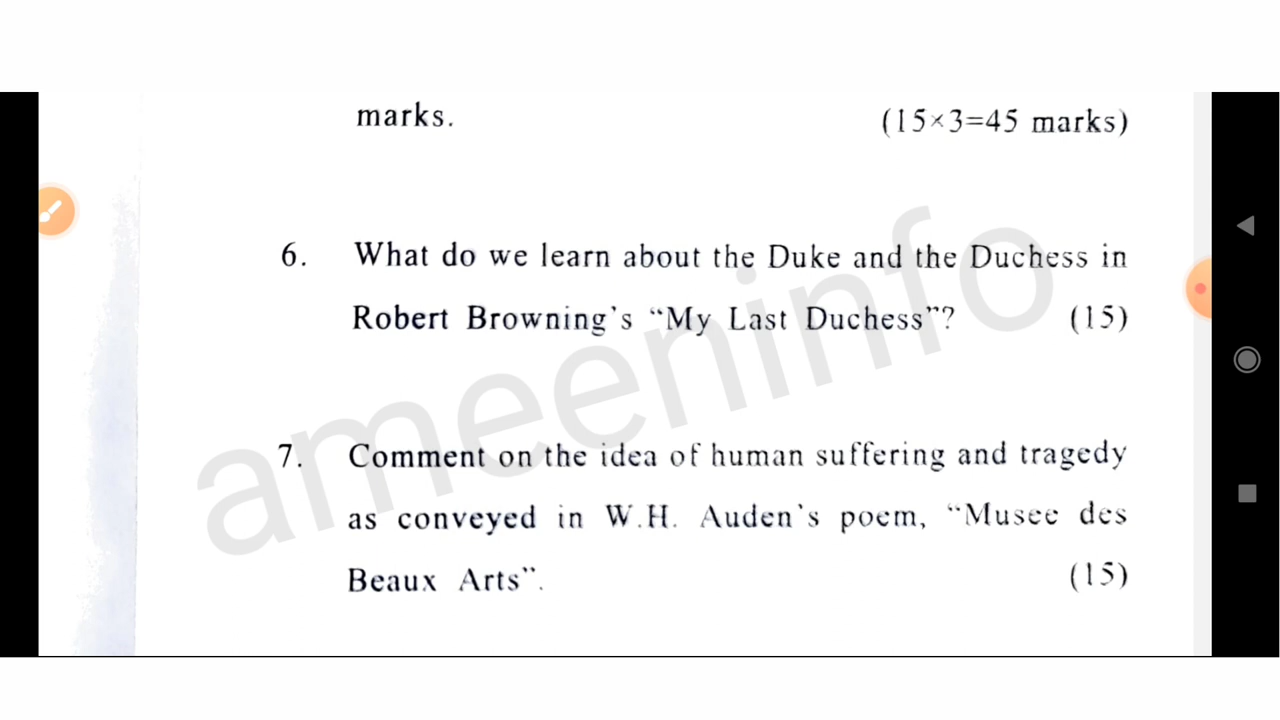 marks. (15×3=45 marks)
6. What do we learn about the Duke and the Duchess in
Robert Browning's “My Last Duchess”? (15)
7. Comment on the idea of human suffering and tragedy
as conveyed in W.H. Auden's poem, “Musee des
Beaux Arts”. (15)
ameeninfo